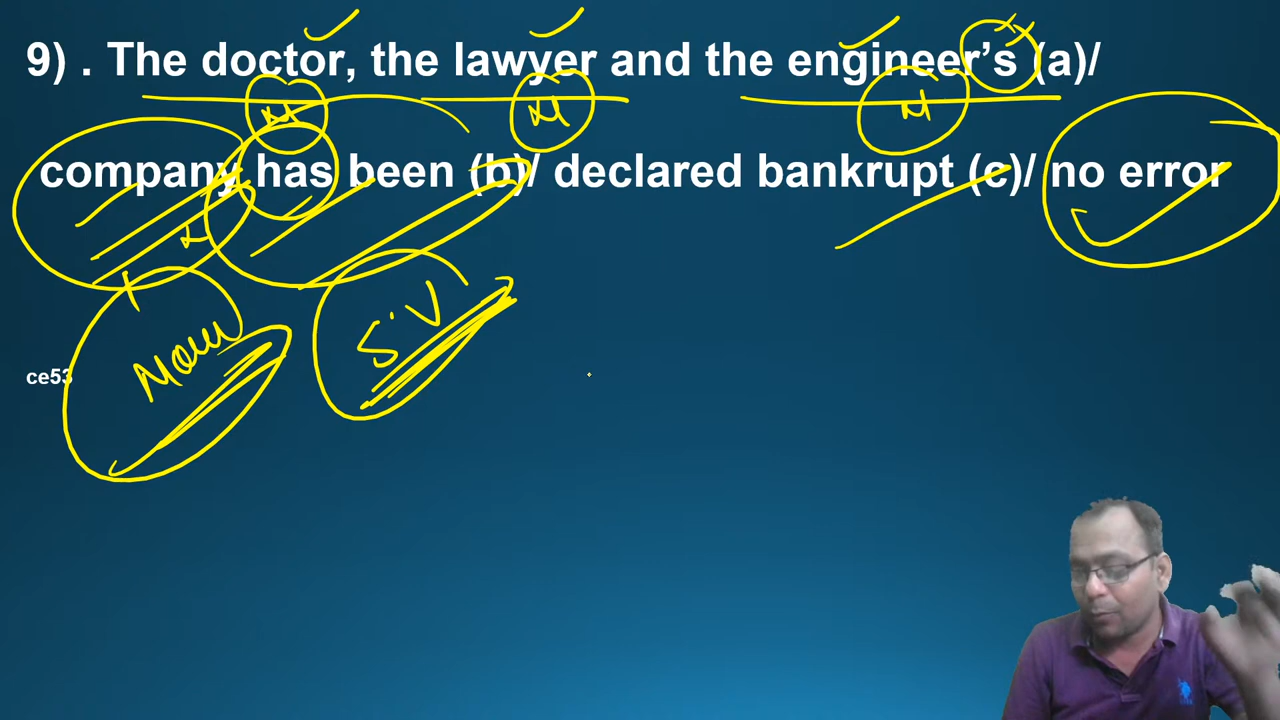 9) . The doctor, the lawyer and the engineer’s (a)/
N N N
company has been (b)/ declared bankrupt (c)/ no error
S.V
Noun
ce53